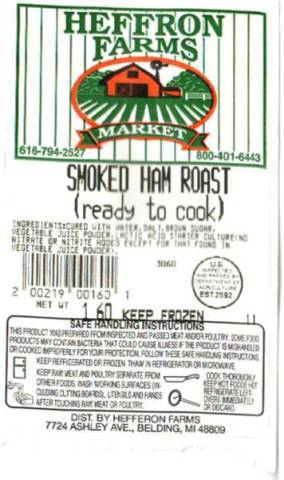 HEFFRON
FARMS
MARKET
616-794-2527 800-401-6443
SMOKED HAM ROAST
(ready to cook)
INGREDIENTS:CURED WITH WATER, SALT, BROWN SUGAR,
VEGETABLE JUICE POWDER, LACTIC ACID STARTER CULTURE(NO
NITRATE OR NITRITE ADDED EXCEPT FOR THAT FOUND IN
VEGETABLE JUICE POWDER).
3060
U.S.
INSPECTED
AND PASSED BY
DEPARTMENT OF
AGRICULTURE
EST.2592
2 00219 00160 1
NET WT 1.60 KEEP FROZEN 11
SAFE HANDLING INSTRUCTIONS
THIS PRODUCT WAS PREPARED FROM INSPECTED AND PASSED MEAT AND/OR POULTRY. SOME FOOD
PRODUCTS MAY CONTAIN BACTERIA THAT COULD CAUSE ILLNESS IF THE PRODUCT IS MISHANDLED
OR COOKED IMPROPERLY. FOR YOUR PROTECTION, FOLLOW THESE SAFE HANDLING INSTRUCTIONS.
KEEP REFRIGERATED OR FROZEN. THAW IN REFRIGERATOR OR MICROWAVE.
KEEP RAW MEAT AND POULTRY SEPARATE FROM
OTHER FOODS. WASH WORKING SURFACES (IN-
CLUDING CUTTING BOARDS), UTENSILS AND HANDS
AFTER TOUCHING RAW MEAT OR POULTRY.
COOK THOROUGHLY.
KEEP HOT FOODS HOT.
REFRIGERATE LEFT-
OVERS IMMEDIATELY
OR DISCARD.
DIST. BY HEFFERON FARMS
7724 ASHLEY AVE., BELDING, MI 48809